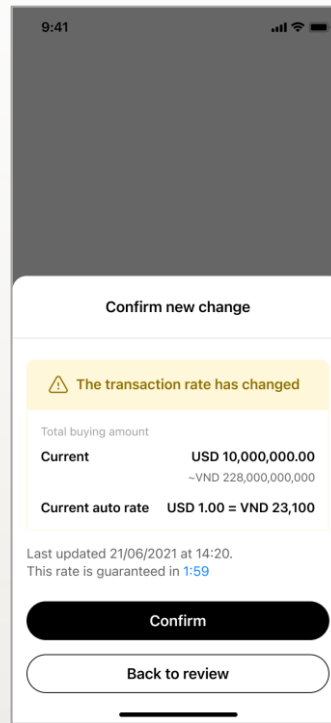 9:41
Confirm new change
The transaction rate has changed
Total buying amount
Current USD 10,000,000.00
~VND 228,000,000,000
Current auto rate USD 1.00 = VND 23,100
Last updated 21/06/2021 at 14:20.
This rate is guaranteed in 1:59
Confirm
Back to review